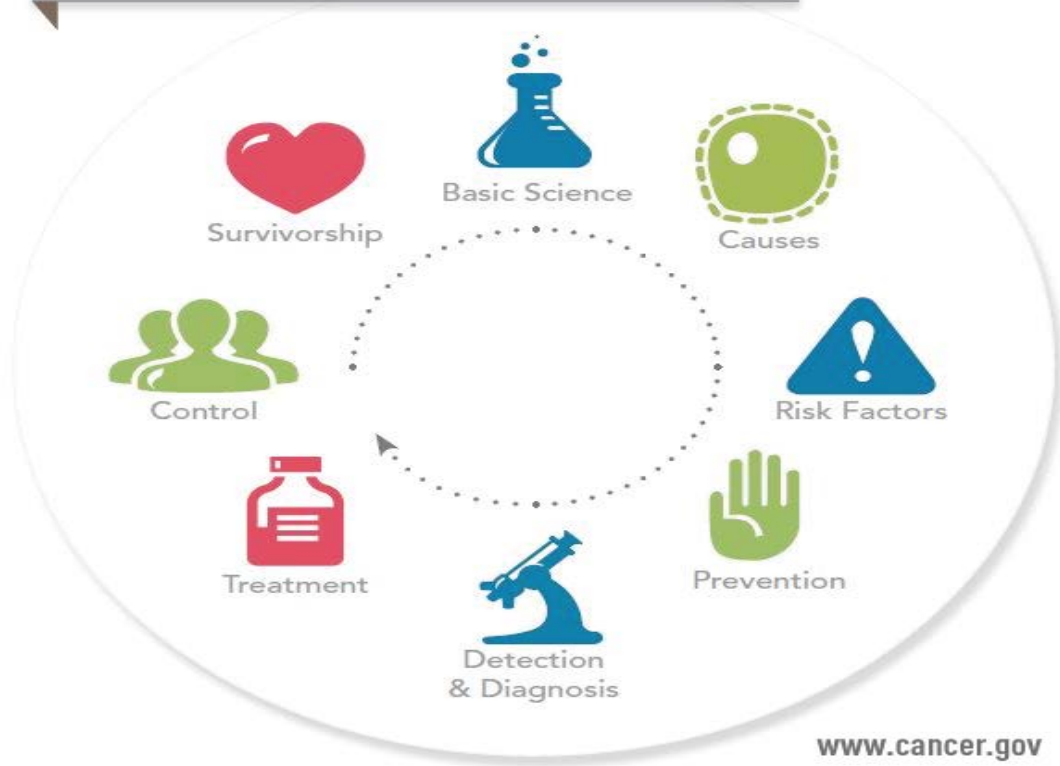 Basic Science
Causes
Risk Factors
Prevention
Detection
& Diagnosis
Treatment
Control
Survivorship
www.cancer.gov